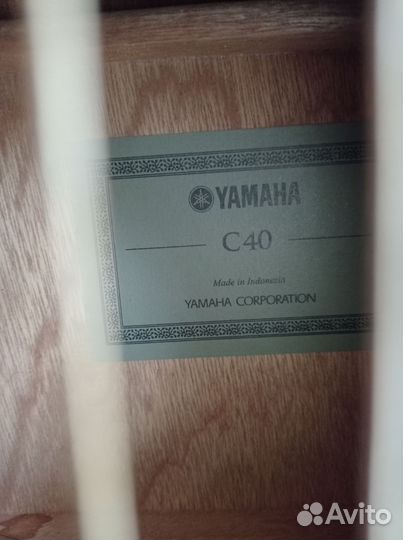 YAMAHA
C40
Made in Indonesia
YAMAHA CORPORATION
Avito